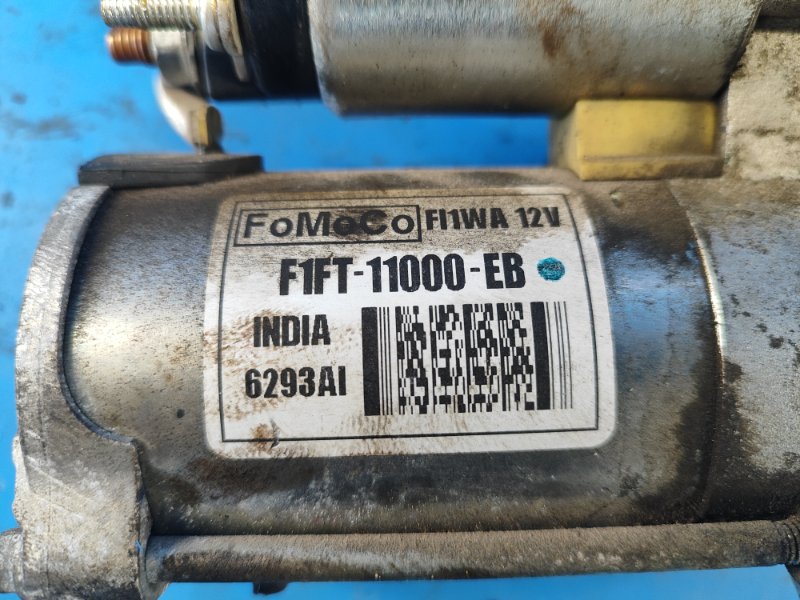 FoMoCo FI1WA 12V
F1FT-11000-EB
INDIA
6293AI